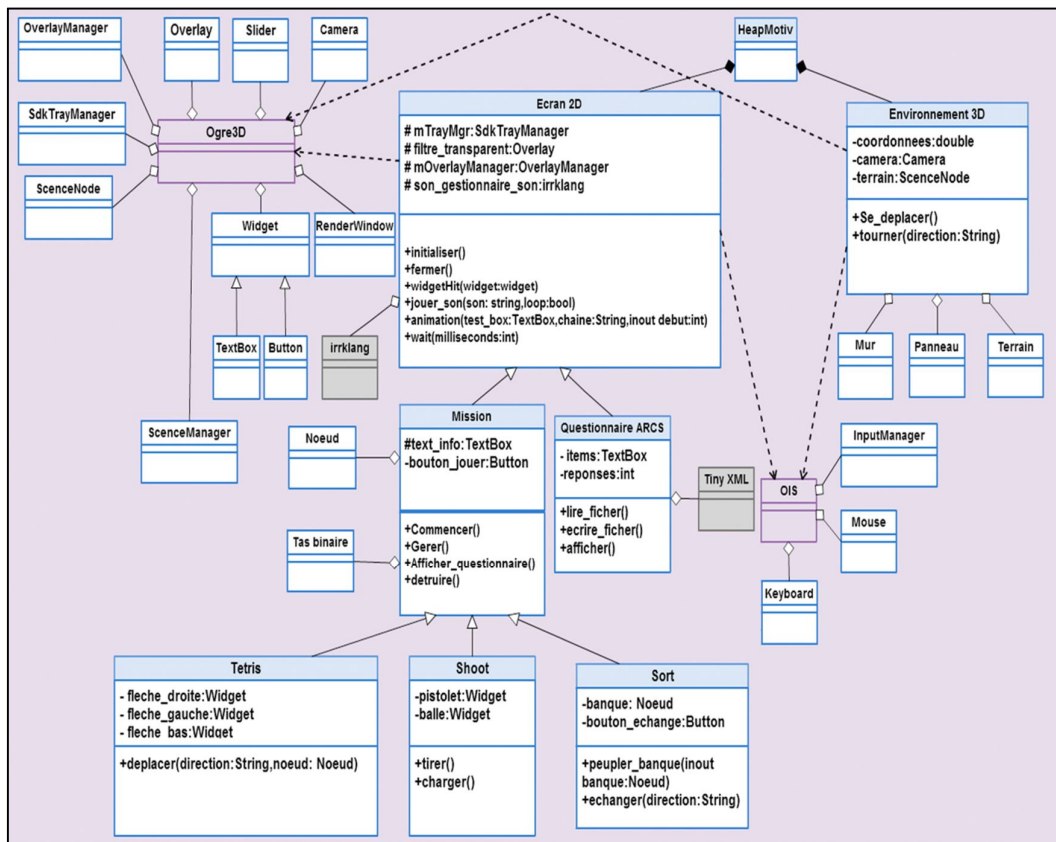 OverlayManager
Overlay
Slider
Camera
HeapMotiv
SdkTrayManager
Ogre3D
ScenceNode
Widget
RenderWindow
TextBox
Button
irrklang
ScenceManager
Ecran 2D
# mTrayMgr:SdkTrayManager
# filtre_transparent:Overlay
# mOverlayManager:OverlayManager
# son_gestionnaire_son:irrklang
+initialiser()
+fermer()
+widgetHit(widget:widget)
+jouer_son(son: string,loop:bool)
+animation(test_box:TextBox,chaine:String,inout debut:int)
+wait(milliseconds:int)
Environnement 3D
-coordonnees:double
-camera:Camera
-terrain:ScenceNode
+Se_deplacer()
+tourner(direction:String)
Mur
Panneau
Terrain
Noeud
Tas binaire
Mission
#text_info:TextBox
-bouton_jouer:Button
+Commencer()
+Gerer()
+Afficher_questionnaire()
+detruire()
Questionnaire ARCS
- items:TextBox
-reponses:int
+lire_ficher()
+ecrire_ficher()
+afficher()
Tiny XML
OIS
InputManager
Mouse
Keyboard
Tetris
- fleche_droite:Widget
- fleche_gauche:Widget
- fleche_bas:Widget
+deplacer(direction:String,noeud: Noeud)
Shoot
-pistolet:Widget
-balle:Widget
+tirer()
+charger()
Sort
-banque: Noeud
-bouton_echange:Button
+peupler_banque(inout
banque:Noeud)
+echanger(direction:String)